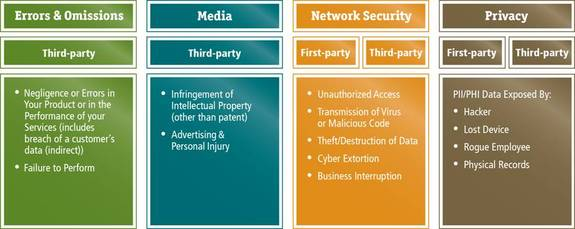 Errors & Omissions
Third-party
• Negligence or Errors in
Your Product or in the
Performance of your
Services (includes
breach of a customer's
data (indirect))
• Failure to Perform
Media
Third-party
• Infringement of
Intellectual Property
(other than patent)
• Advertising &
Personal Injury
Network Security
First-party
Third-party
• Unauthorized Access
• Transmission of Virus
or Malicious Code
• Theft/Destruction of Data
• Cyber Extortion
• Business Interruption
Privacy
First-party
Third-party
PII/PHI Data Exposed By:
• Hacker
• Lost Device
• Rogue Employee
• Physical Records